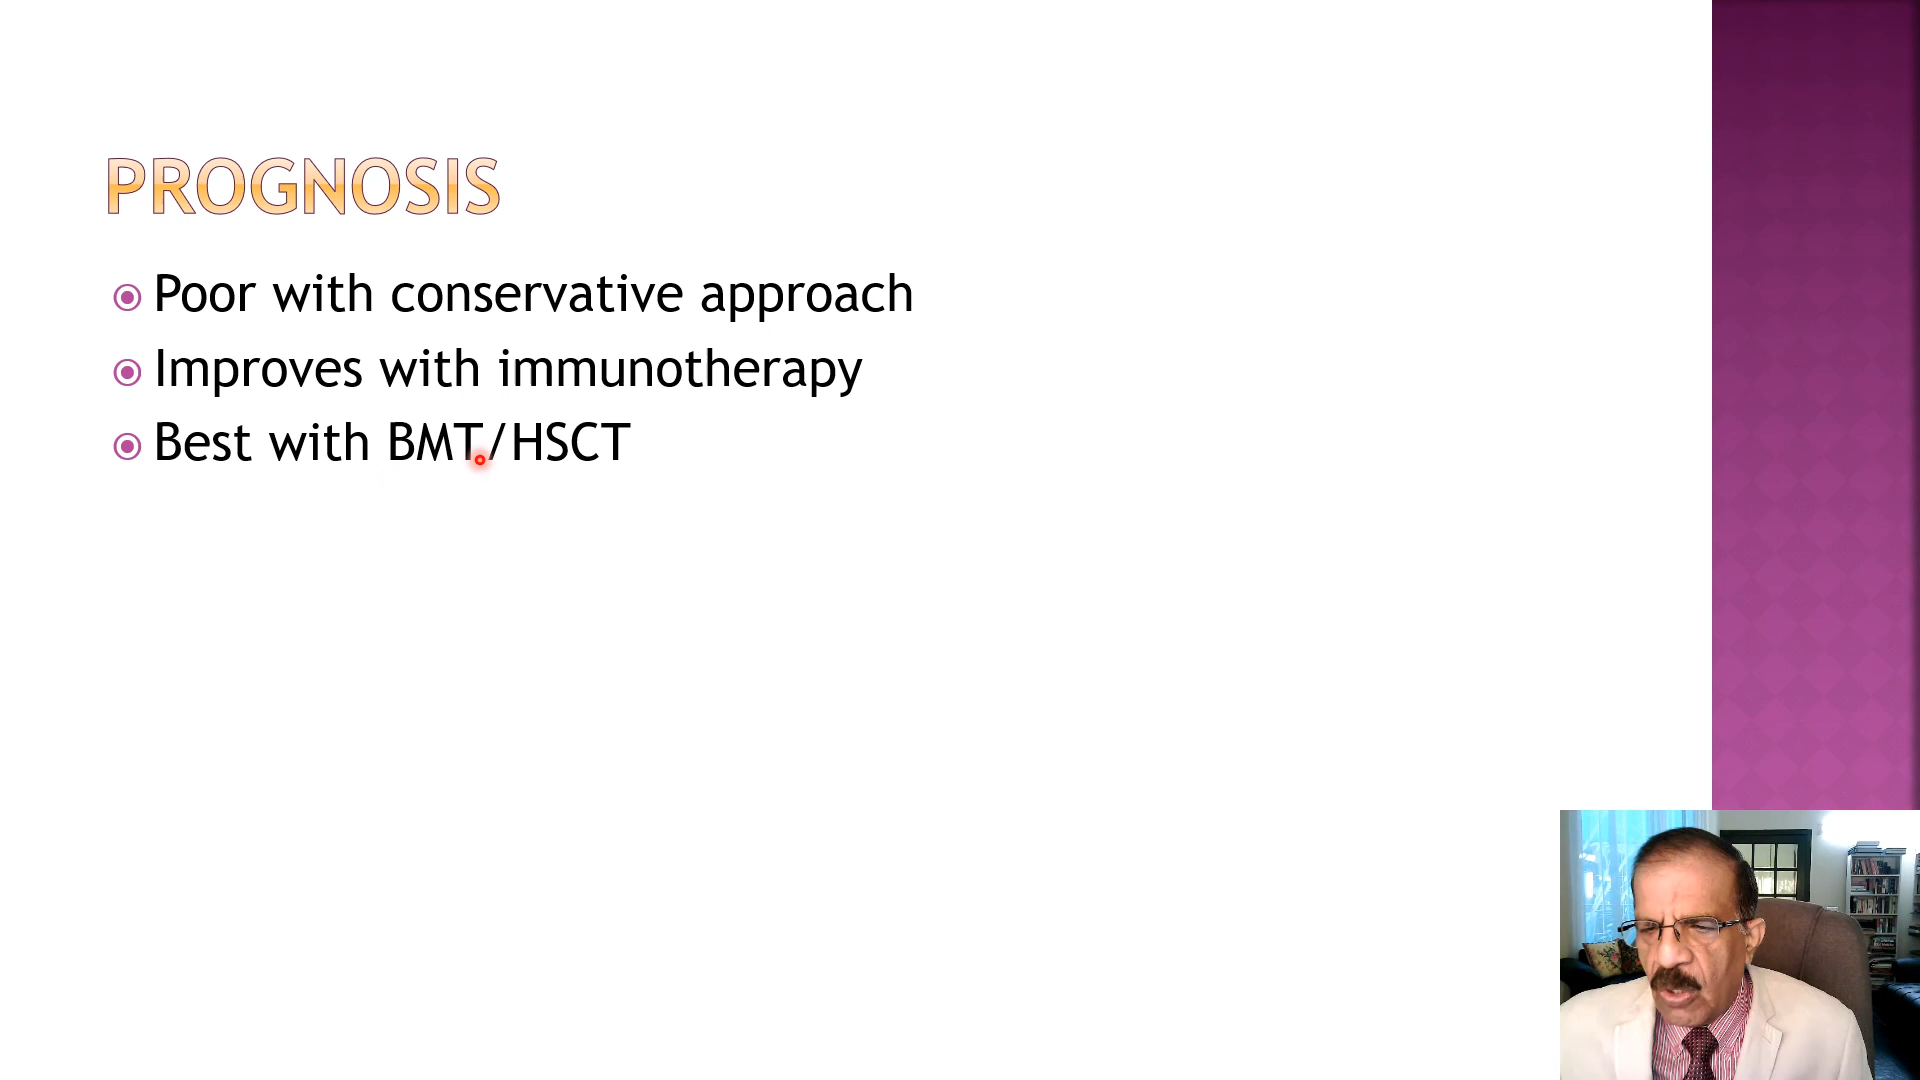 PROGNOSIS
Poor with conservative approach
Improves with immunotherapy
Best with BMT/HSCT